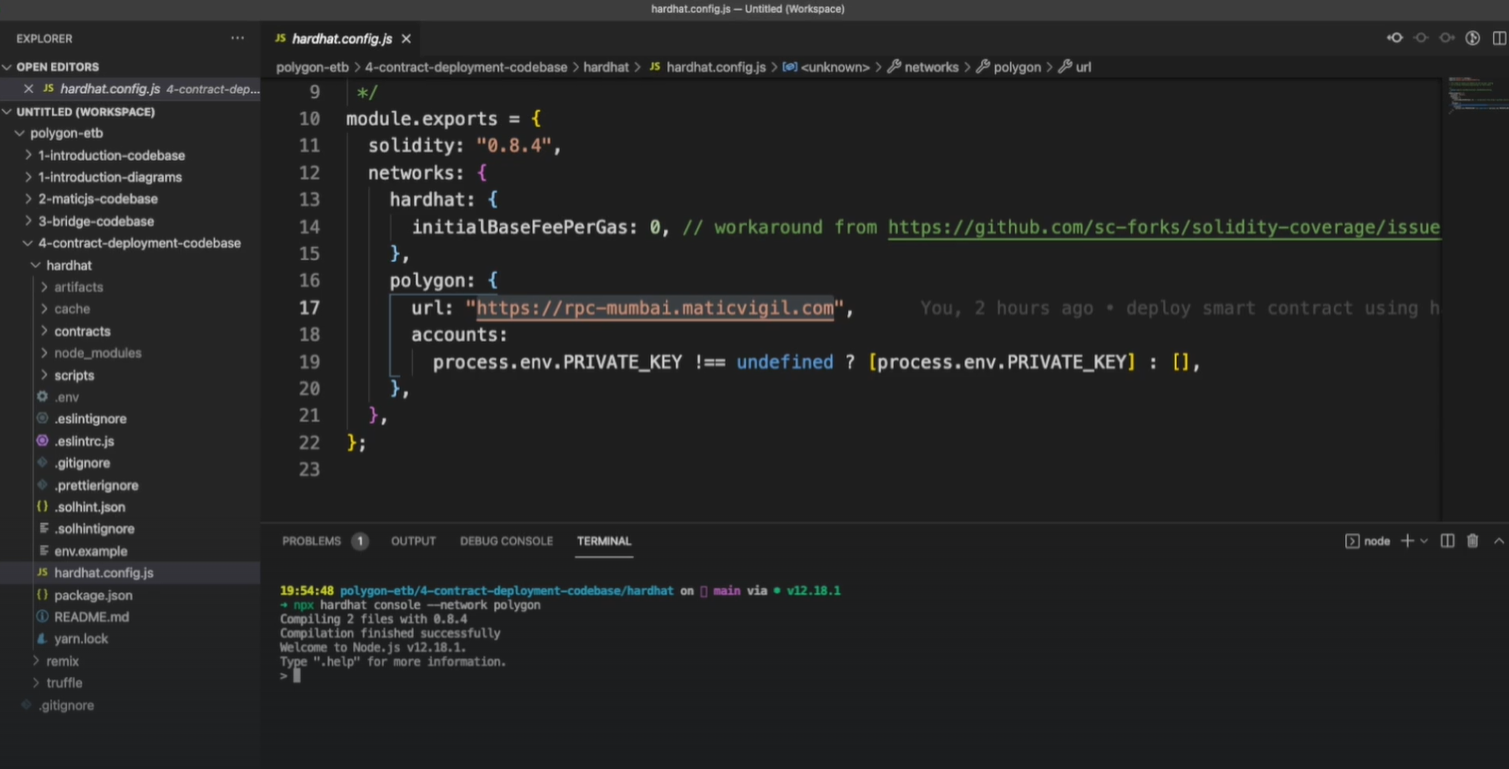 hardhat.config.js — Untitled (Workspace)
EXPLORER
OPEN EDITORS
JS hardhat.config.js 4-contract-dep...
UNTITLED (WORKSPACE)
polygon-etb
1-introduction-codebase
1-introduction-diagrams
2-maticjs-codebase
3-bridge-codebase
4-contract-deployment-codebase
hardhat
artifacts
cache
contracts
node_modules
scripts
.env
.eslintignore
.eslintrc.js
.gitignore
.prettierignore
{} .solhint.json
.solhintignore
env.example
JS hardhat.config.js
{} package.json
README.md
yarn.lock
remix
truffle
.gitignore
JS hardhat.config.js
polygon-etb > 4-contract-deployment-codebase > hardhat > JS hardhat.config.js > <unknown> > networks > polygon > url
9 */
10 module.exports = {
11 solidity: "0.8.4",
12 networks: {
13 hardhat: {
14 initialBaseFeePerGas: 0, // workaround from https://github.com/sc-forks/solidity-coverage/issue
15 },
16 polygon: {
17 url: "https://rpc-mumbai.maticvigil.com", You, 2 hours ago • deploy smart contract using h
18 accounts:
19 process.env.PRIVATE_KEY !== undefined ? [process.env.PRIVATE_KEY] : [],
20 },
21 },
22 };
23
PROBLEMS 1 OUTPUT DEBUG CONSOLE TERMINAL node
19:54:48 polygon-etb/4-contract-deployment-codebase/hardhat on main via • v12.18.1
→ npx hardhat console --network polygon
Compiling 2 files with 0.8.4
Compilation finished successfully
Welcome to Node.js v12.18.1.
Type ".help" for more information.
>